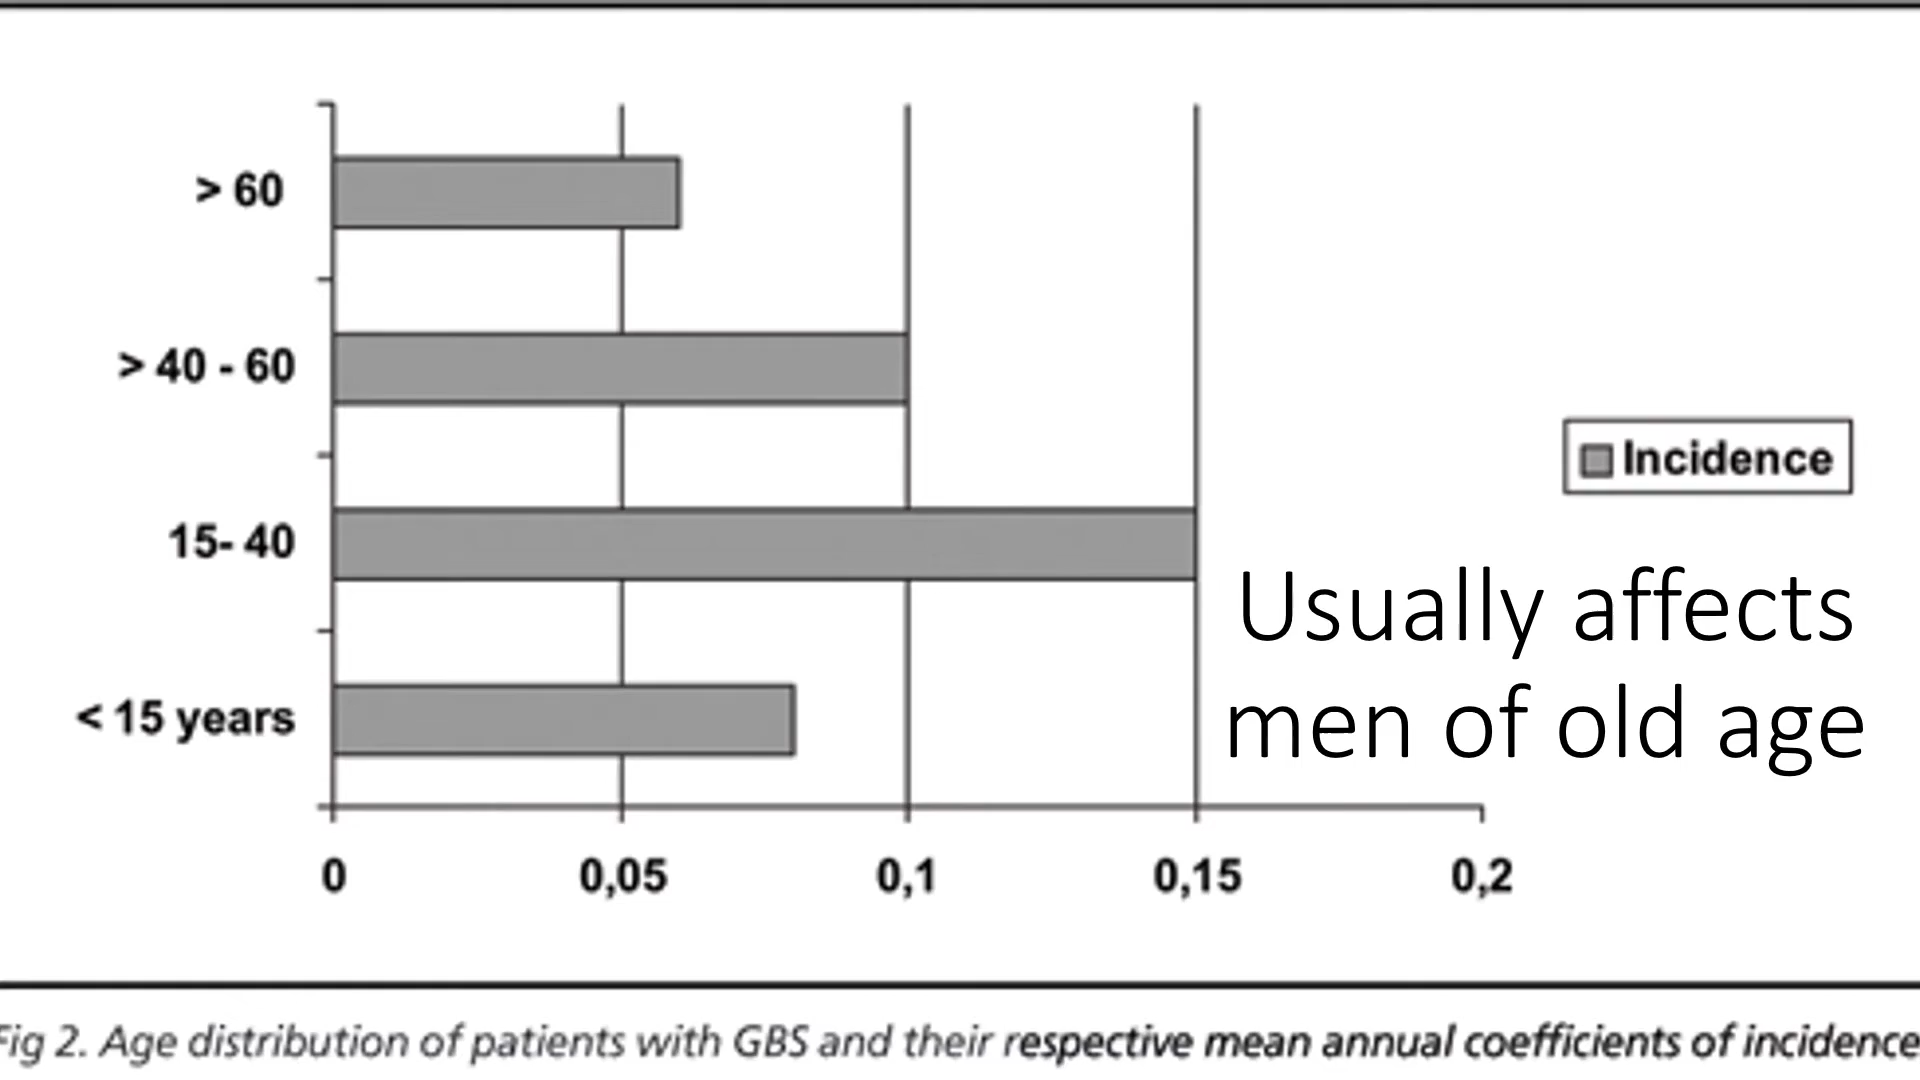 > 60
> 40 - 60
15- 40
< 15 years
0 0,05 0,1 0,15 0,2
Incidence
Usually affects
men of old age
Fig 2. Age distribution of patients with GBS and their respective mean annual coefficients of incidence